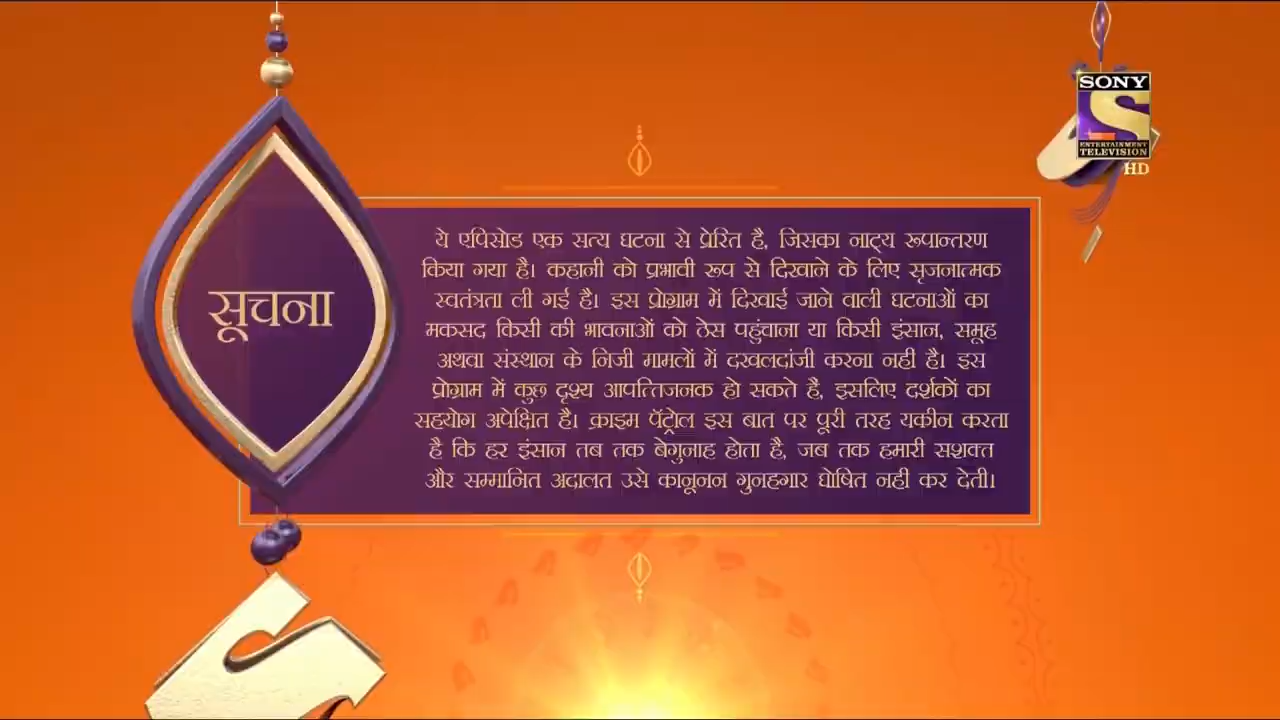 सूचना
ये एपिसोड एक सत्य घटना से प्रेरित है, जिसका नाट्य रूपान्तरण
किया गया है। कहानी को प्रभावी रूप से दिखाने के लिए सृजनात्मक
स्वतंत्रता ली गई है। इस प्रोग्राम में दिखाई जाने वाली घटनाओं का
मकसद किसी की भावनाओं को ठेस पहुंचाना या किसी इंसान, समूह
अथवा संस्थान के निजी मामलों में दखलदांजी करना नही है। इस
प्रोग्राम में कुछ दृश्य आपत्तिजनक हो सकते हैं, इसलिए दर्शकों का
सहयोग अपेक्षित है। क्राइम पॅट्रोल इस बात पर पूरी तरह यकीन करता
है कि हर इंसान तब तक बेगुनाह होता है, जब तक हमारी सशक्त
और सम्मानित अदालत उसे कानूनन गुनहगार घोषित नही कर देती।
SONY
ENTERTAINMENT
TELEVISION
HD